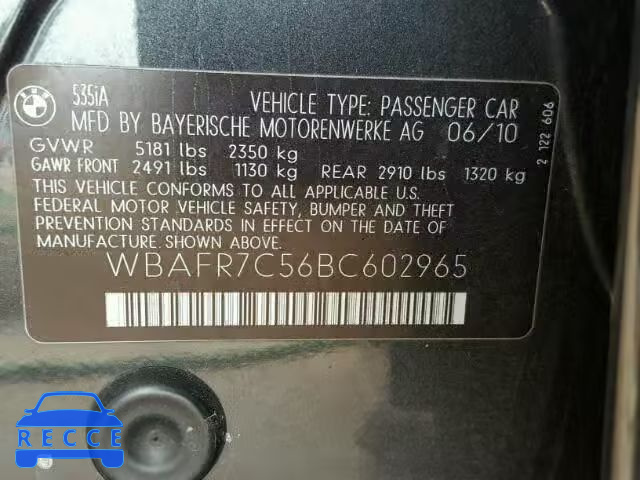 BMW
535iA
VEHICLE TYPE: PASSENGER CAR
MFD BY BAYERISCHE MOTORENWERKE AG 06/10
GVWR 5181 lbs 2350 kg
GAWR FRONT 2491 lbs 1130 kg REAR 2910 lbs 1320 kg
THIS VEHICLE CONFORMS TO ALL APPLICABLE U.S.
FEDERAL MOTOR VEHICLE SAFETY, BUMPER AND THEFT
PREVENTION STANDARDS IN EFFECT ON THE DATE
OF MANUFACTURE SHOWN ABOVE.
WBAFR7C56BC602965
2 122 606
RECCE